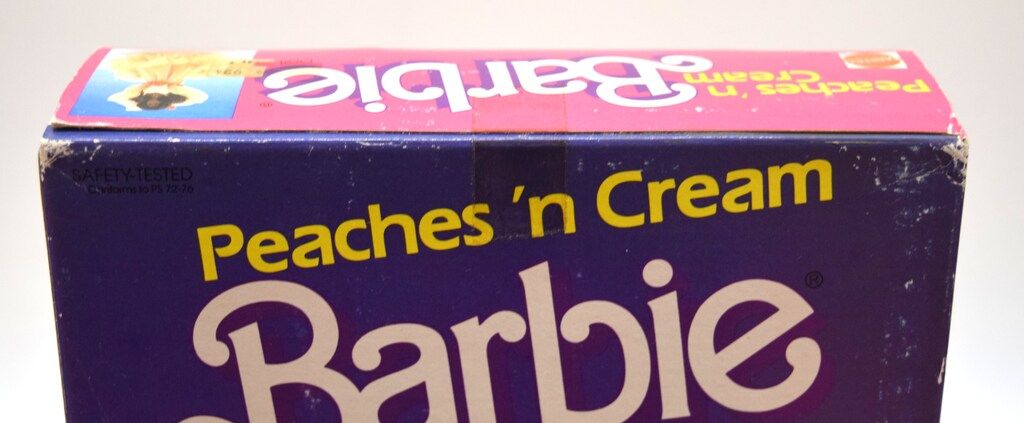 Barbie
®
Peaches 'n
Cream
SAFETY-TESTED
Conforms to PS 72-76
Peaches 'n Cream
Barbie®